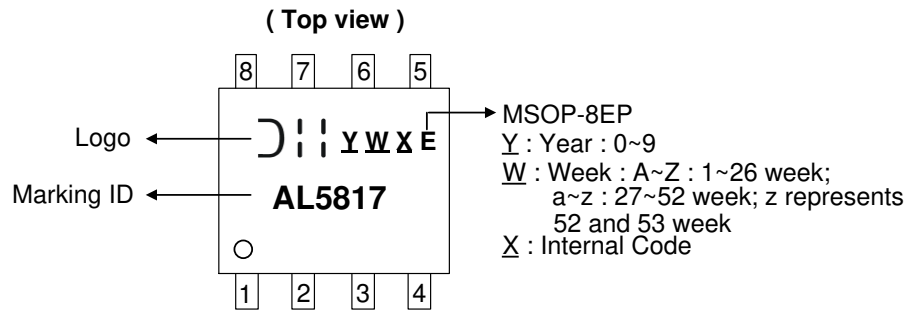 ( Top view )
8 7 6 5
Logo
Y W X E
MSOP-8EP
Y : Year : 0~9
W : Week : A~Z : 1~26 week;
a~z : 27~52 week; z represents
52 and 53 week
X : Internal Code
Marking ID
AL5817
1 2 3 4